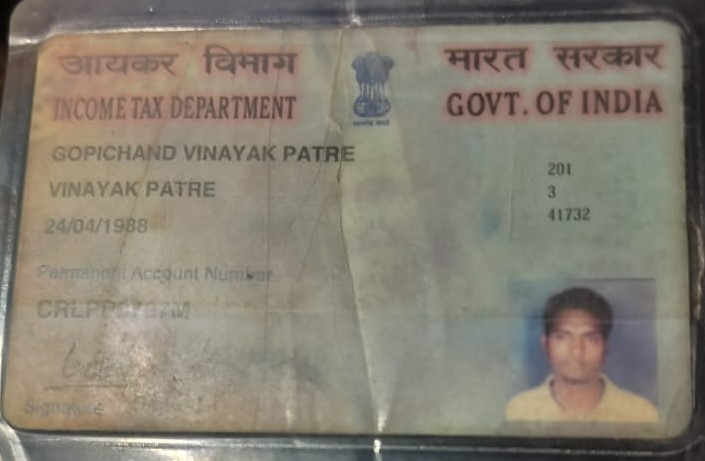 आयकर विभाग
भारत सरकार
INCOME TAX DEPARTMENT
GOVT. OF INDIA
GOPICHAND VINAYAK PATRE
VINAYAK PATRE
24/04/1988
201
3
41732
Permanent Account Number
Signature